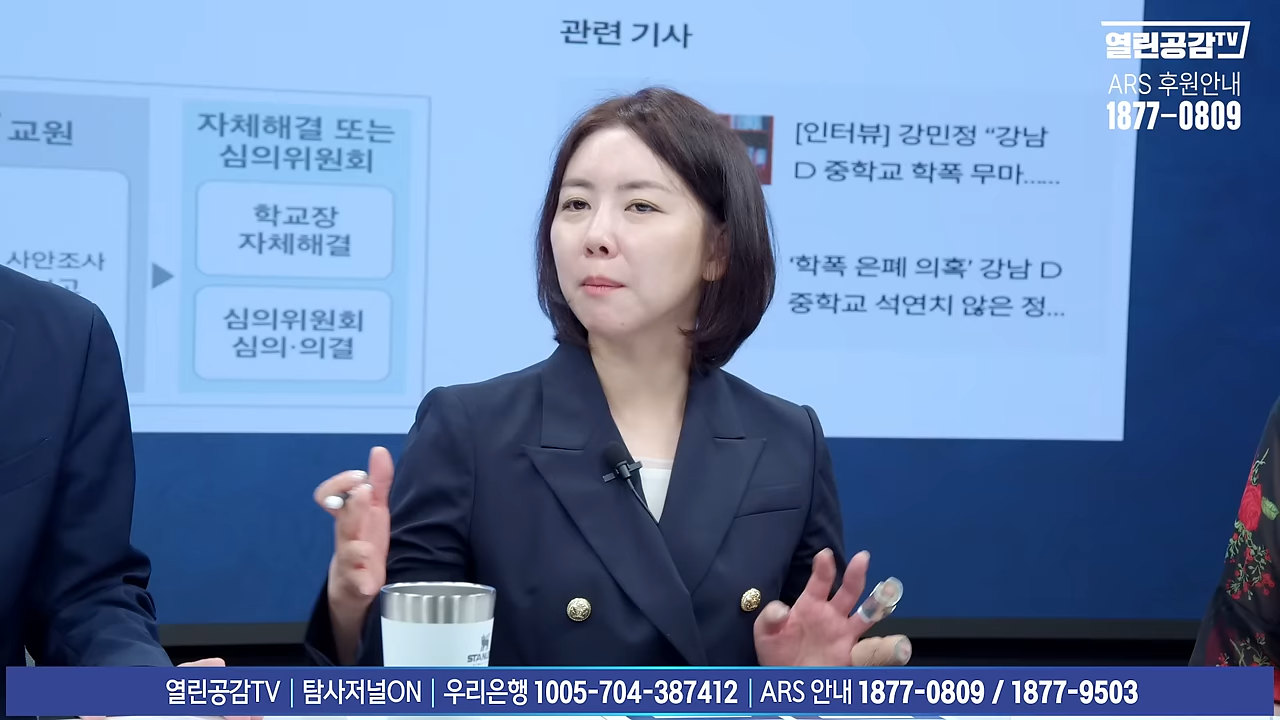 관련 기사
열린공감TV
ARS 후원안내
1877-0809
교원
자체해결 또는
심의위원회
학교장
자체해결
사안조사
심의위원회
심의·의결
[인터뷰] 강민정 “강남
D 중학교 학폭 무마......
‘학폭 은폐 의혹’ 강남 D
중학교 석연치 않은 정...
열린공감TV | 탐사저널ON | 우리은행 1005-704-387412 | ARS 안내 1877-0809 / 1877-9503